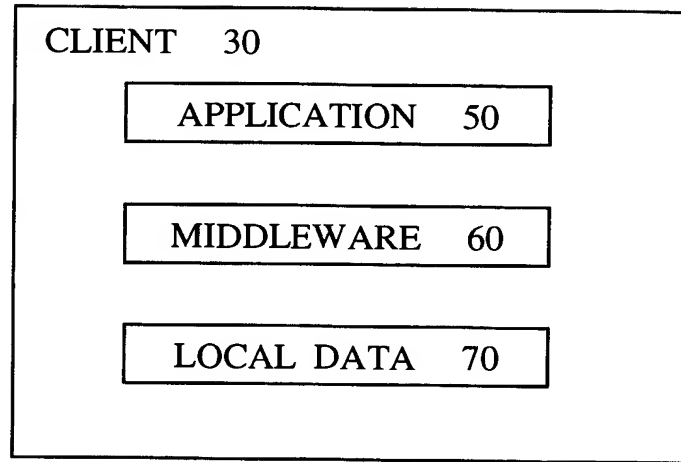 CLIENT 30
APPLICATION 50
MIDDLEWARE 60
LOCAL DATA 70